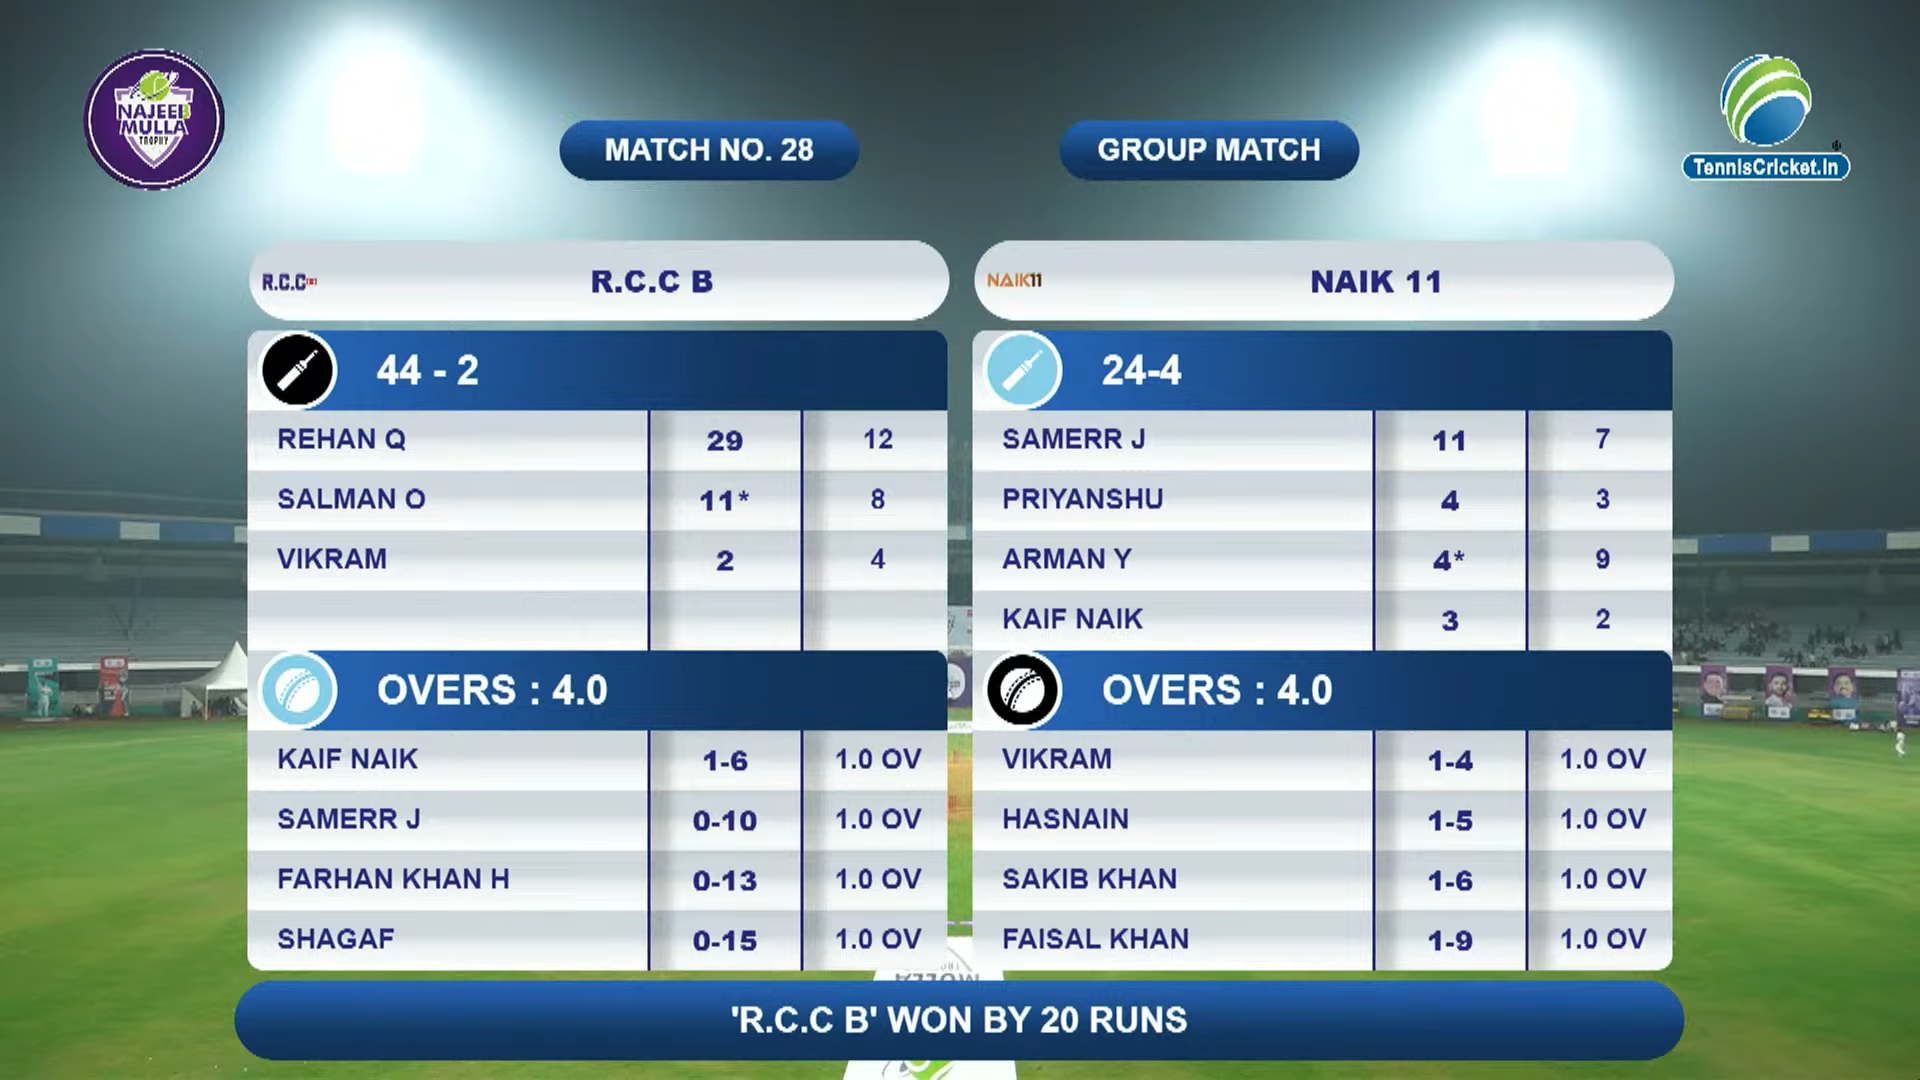 NAJEEB
MULLA
TROPHY
MATCH NO. 28
GROUP MATCH
TennisCricket.in
R.C.C
R.C.C B
NAIK11
NAIK 11
44 - 2
REHAN Q 29 12
SALMAN O 11* 8
VIKRAM 2 4
OVERS : 4.0
KAIF NAIK 1-6 1.0 OV
SAMERR J 0-10 1.0 OV
FARHAN KHAN H 0-13 1.0 OV
SHAGAF 0-15 1.0 OV
24-4
SAMERR J 11 7
PRIYANSHU 4 3
ARMAN Y 4* 9
KAIF NAIK 3 2
OVERS : 4.0
VIKRAM 1-4 1.0 OV
HASNAIN 1-5 1.0 OV
SAKIB KHAN 1-6 1.0 OV
FAISAL KHAN 1-9 1.0 OV
'R.C.C B' WON BY 20 RUNS